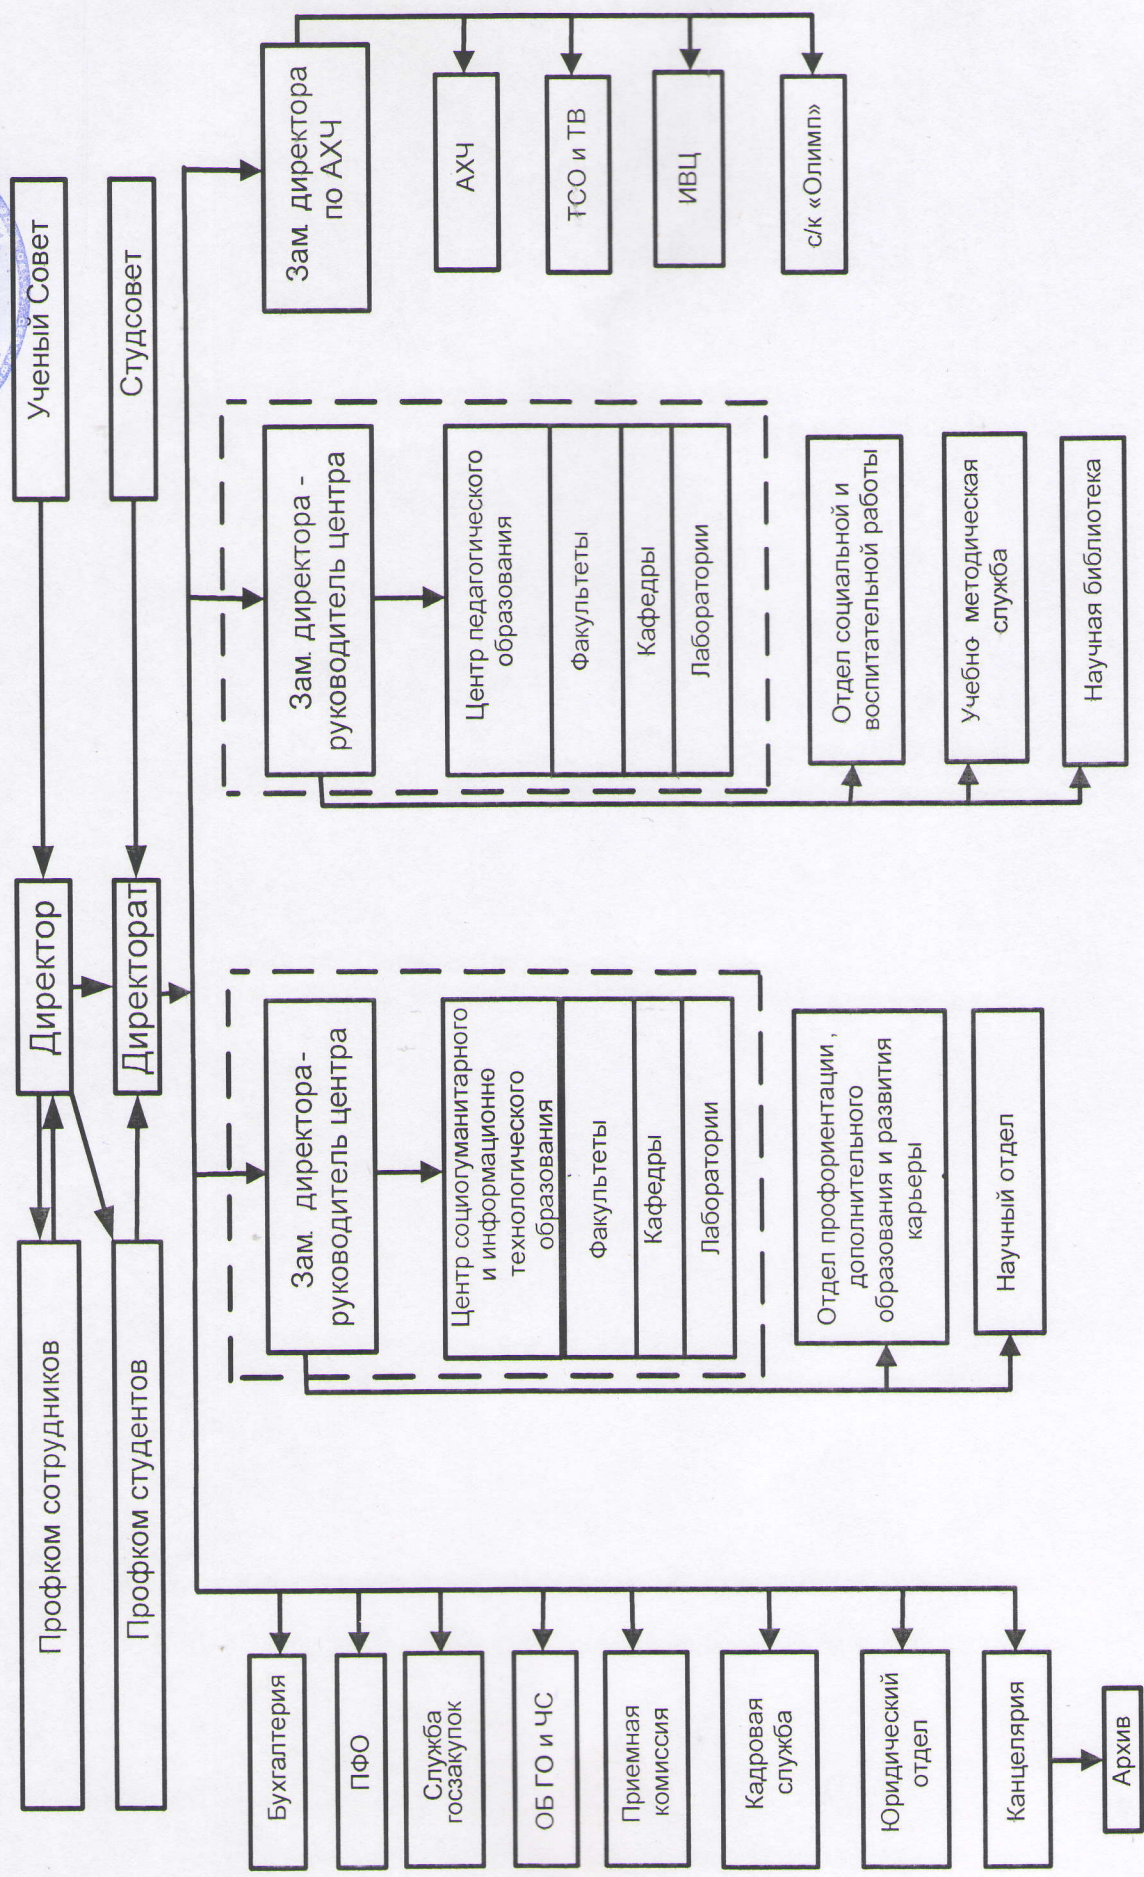 Профком сотрудников
Директор
Ученый Совет
Профком студентов
Директорат
Студсовет
Бухгалтерия
ПФО
Служба
госзакупок
ОБ ГО и ЧС
Приемная
комиссия
Кадровая
служба
Юридический
отдел
Канцелярия
Архив
Зам. директора-
руководитель центра
Центр социогуманитарного
и информационно
технологического
образования
Факультеты
Кафедры
Лаборатории
Отдел профориентации ,
дополнительного
образования и развития
карьеры
Научный отдел
Зам. директора -
руководитель центра
Центр педагогического
образования
Факультеты
Кафедры
Лаборатории
Отдел социальной и
воспитательной работы
Учебно методическая
служба
Научная библиотека
Зам. директора
по АХЧ
АХЧ
ТСО и ТВ
ИВЦ
с/к «Олимп»